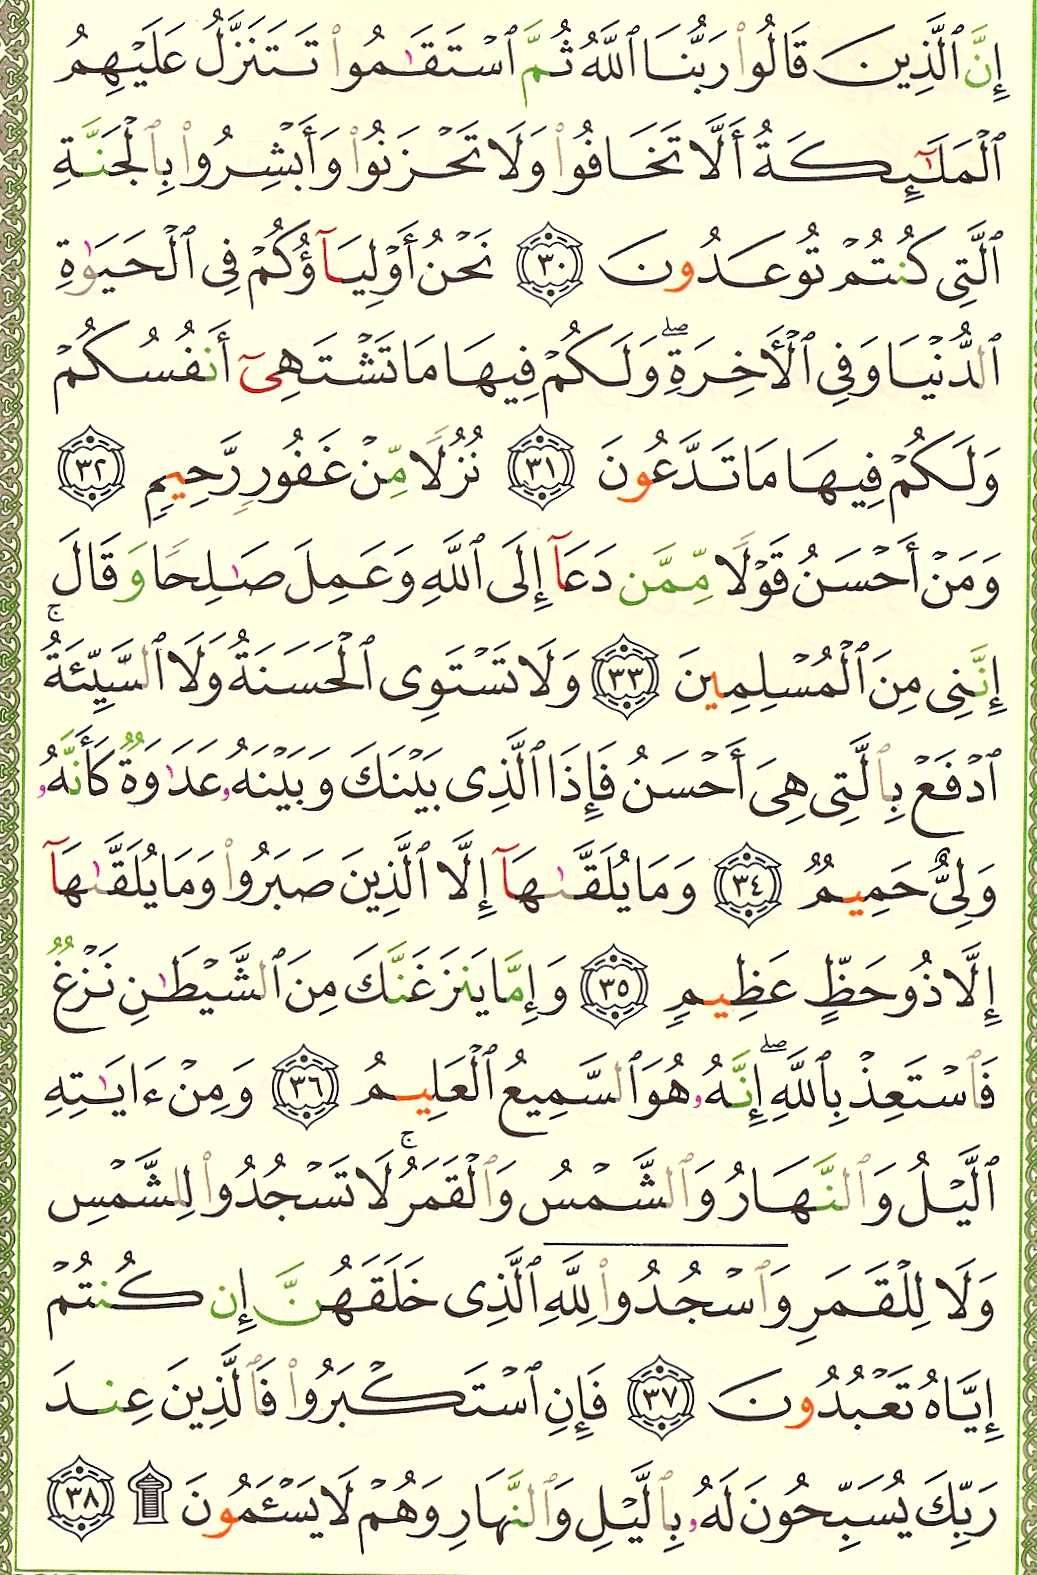 إِنَّ ٱلَّذِينَ قَالُوا۟ رَبُّنَا ٱللَّهُ ثُمَّ ٱسْتَقَـٰمُوا۟ تَتَنَزَّلُ عَلَيْهِمُ
ٱلْمَلَـٰٓئِكَةُ أَلَّا تَخَافُوا۟ وَلَا تَحْزَنُوا۟ وَأَبْشِرُوا۟ بِٱلْجَنَّةِ
ٱلَّتِى كُنتُمْ تُوعَدُونَ ٣٠ نَحْنُ أَوْلِيَآؤُكُمْ فِى ٱلْحَيَوٰةِ
ٱلدُّنْيَا وَفِى ٱلْأَخِرَةِ ۖ وَلَكُمْ فِيهَا مَا تَشْتَهِىٓ أَنفُسُكُمْ
وَلَكُمْ فِيهَا مَا تَدَّعُونَ ٣١ نُزُلًا مِّنْ غَفُورٍ رَّحِيمٍ ٣٢
وَمَنْ أَحْسَنُ قَوْلًا مِّمَّن دَعَآ إِلَى ٱللَّهِ وَعَمِلَ صَـٰلِحًا وَقَالَ
إِنَّنِى مِنَ ٱلْمُسْلِمِينَ ٣٣ وَلَا تَسْتَوِى ٱلْحَسَنَةُ وَلَا ٱلسَّيِّئَةُ ۚ
ٱدْفَعْ بِٱلَّتِى هِىَ أَحْسَنُ فَإِذَا ٱلَّذِى بَيْنَكَ وَبَيْنَهُۥ عَدَٰوَةٌ كَأَنَّهُۥ
وَلِىٌّ حَمِيمٌ ٣٤ وَمَا يُلَقَّىٰهَآ إِلَّا ٱلَّذِينَ صَبَرُوا۟ وَمَا يُلَقَّىٰهَآ
إِلَّا ذُو حَظٍّ عَظِيمٍ ٣٥ وَإِمَّا يَنزَغَنَّكَ مِنَ ٱلشَّيْطَـٰنِ نَزْغٌ
فَٱسْتَعِذْ بِٱللَّهِ ۖ إِنَّهُۥ هُوَ ٱلسَّمِيعُ ٱلْعَلِيمُ ٣٦ وَمِنْ ءَايَـٰتِهِ
ٱلَّيْلُ وَٱلنَّهَارُ وَٱلشَّمْسُ وَٱلْقَمَرُ ۚ لَا تَسْجُدُوا۟ لِلشَّمْسِ
وَلَا لِلْقَمَرِ وَٱسْجُدُوا۟ لِلَّهِ ٱلَّذِى خَلَقَهُنَّ إِن كُنتُمْ
إِيَّاهُ تَعْبُدُونَ ٣٧ فَإِنِ ٱسْتَكْبَرُوا۟ فَٱلَّذِينَ عِندَ
رَبِّكَ يُسَبِّحُونَ لَهُۥ بِٱلَّيْلِ وَٱلنَّهَارِ وَهُمْ لَا يَسْـَٔمُونَ ۩ ٣٨